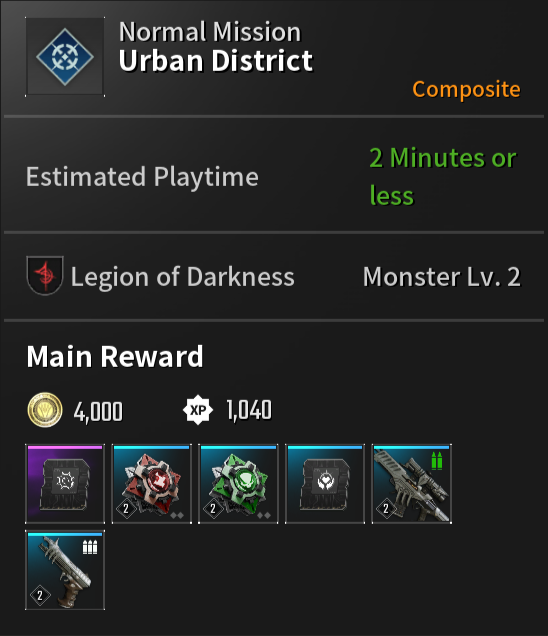 Normal Mission
Urban District
Composite
Estimated Playtime
2 Minutes or
less
Legion of Darkness
Monster Lv. 2
Main Reward
4,000
XP
1,040
2
2
2
2